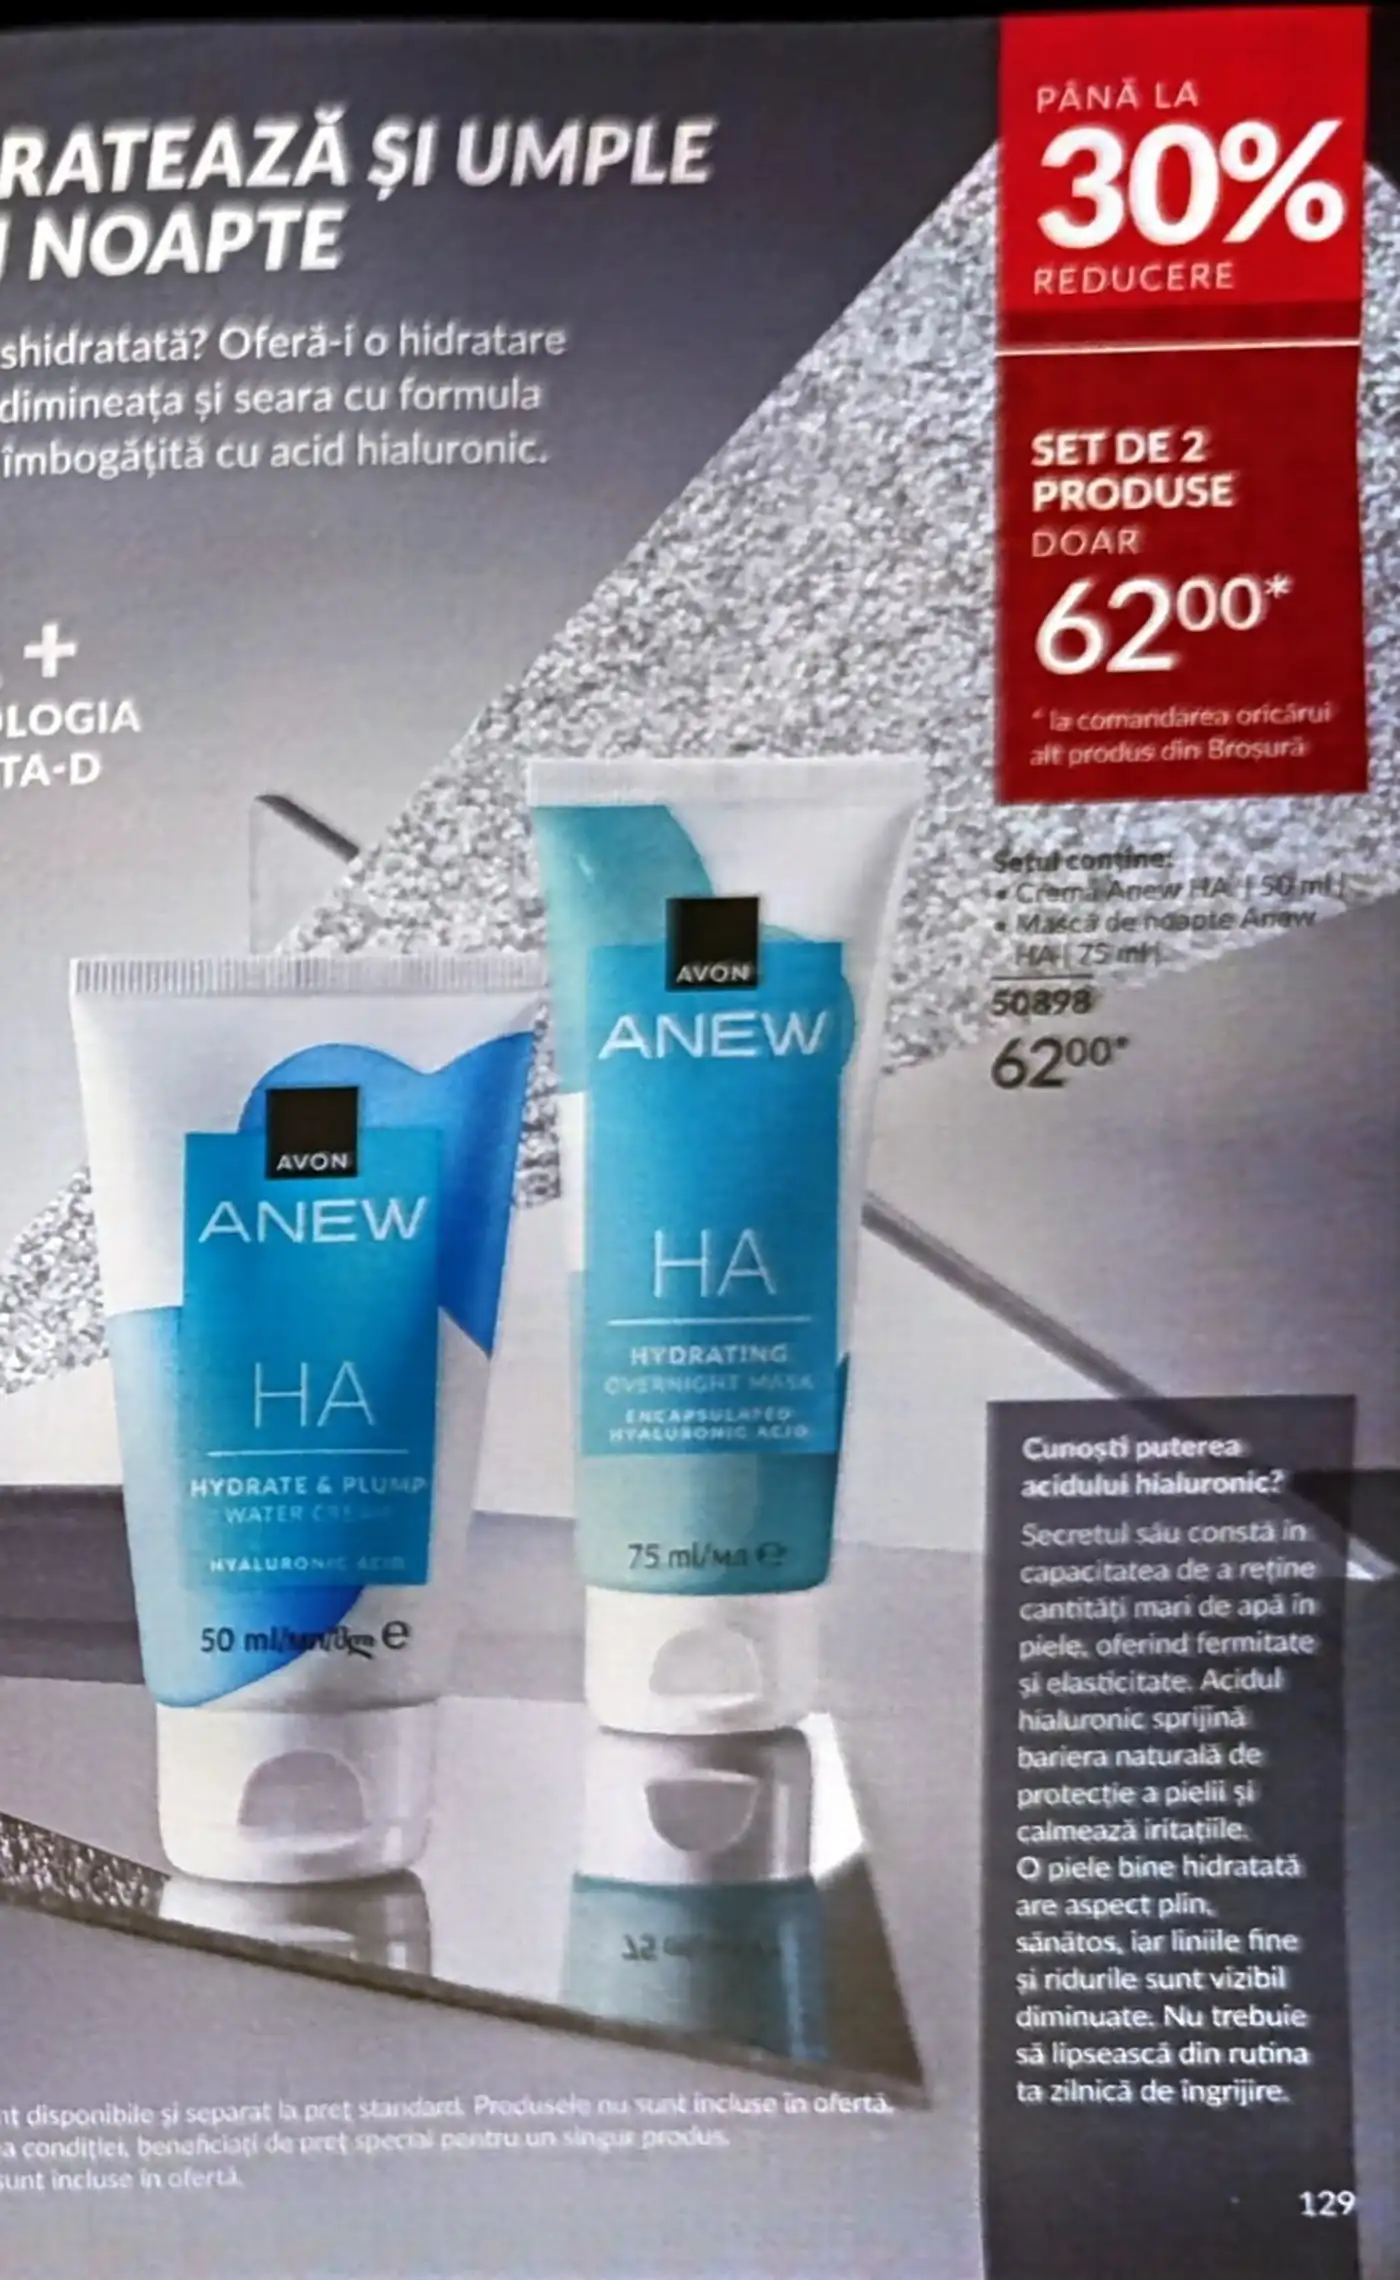 RATEAZĂ ȘI UMPLE
NOAPTE
shidratată? Oferă-i o hidratare
dimineața și seara cu formula
îmbogățită cu acid hialuronic.
+
OLOGIA
TA-D
PÂNĂ LA
30%
REDUCERE
SET DE 2
PRODUSE
DOAR
62⁰⁰*
* la comandarea oricărui
alt produs din Broșură
Setul conține:
• Cremă Anew HA | 50 ml |
• Mască de noapte Anew
HA | 75 ml |
50898
62⁰⁰*
AVON
ANEW
HA
HYDRATE & PLUMP
WATER CREAM
HYALURONIC ACID
50 ml
AVON
ANEW
HA
HYDRATING
OVERNIGHT MASK
ENCAPSULATED
HYALURONIC ACID
75 ml/мл e
Cunoști puterea
acidului hialuronic?
Secretul său constă în
capacitatea de a reține
cantități mari de apă în
piele, oferind fermitate
și elasticitate. Acidul
hialuronic sprijină
bariera naturală de
protecție a pielii și
calmează iritațiile.
O piele bine hidratată
are aspect plin,
sănătos, iar liniile fine
și ridurile sunt vizibil
diminuate. Nu trebuie
să lipsească din rutina
ta zilnică de îngrijire.
nt disponibile și separat la preț standard. Produsele nu sunt incluse în ofertă.
a condiției, beneficiați de preț special pentru un singur produs.
sunt incluse în ofertă.
129